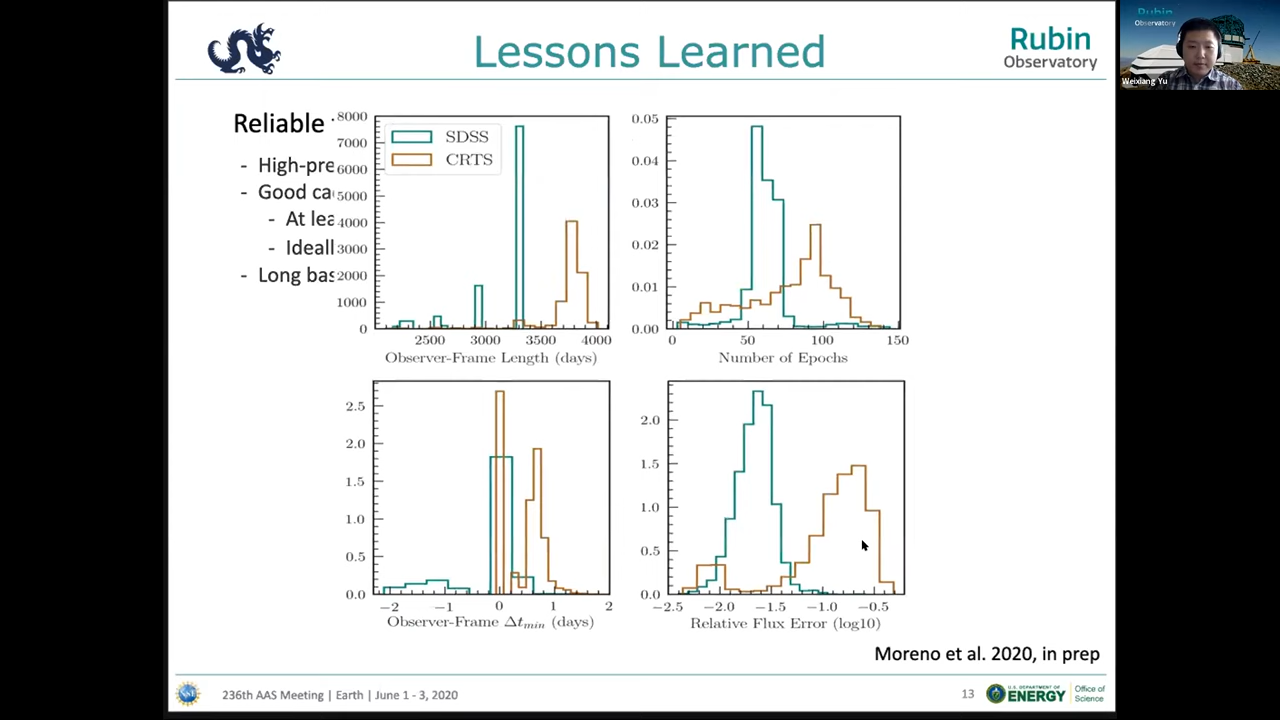 Lessons Learned
Rubin
Observatory
Rubin
Observatory
Weixiang Yu
Reliable
- High-pre
- Good ca
- At lea
- Ideall
- Long bas
8000
7000
6000
5000
4000
3000
2000
1000
0
SDSS
CRTS
2500 3000 3500 4000
Observer-Frame Length (days)
0.05
0.04
0.03
0.02
0.01
0.00
0 50 100 150
Number of Epochs
2.5
2.0
1.5
1.0
0.5
0.0
−2 −1 0 1 2
Observer-Frame Δtmin (days)
2.0
1.5
1.0
0.5
0.0
−2.5 −2.0 −1.5 −1.0 −0.5
Relative Flux Error (log10)
Moreno et al. 2020, in prep
NSF
236th AAS Meeting | Earth | June 1 - 3, 2020
13
U.S. DEPARTMENT OF
ENERGY
Office of
Science